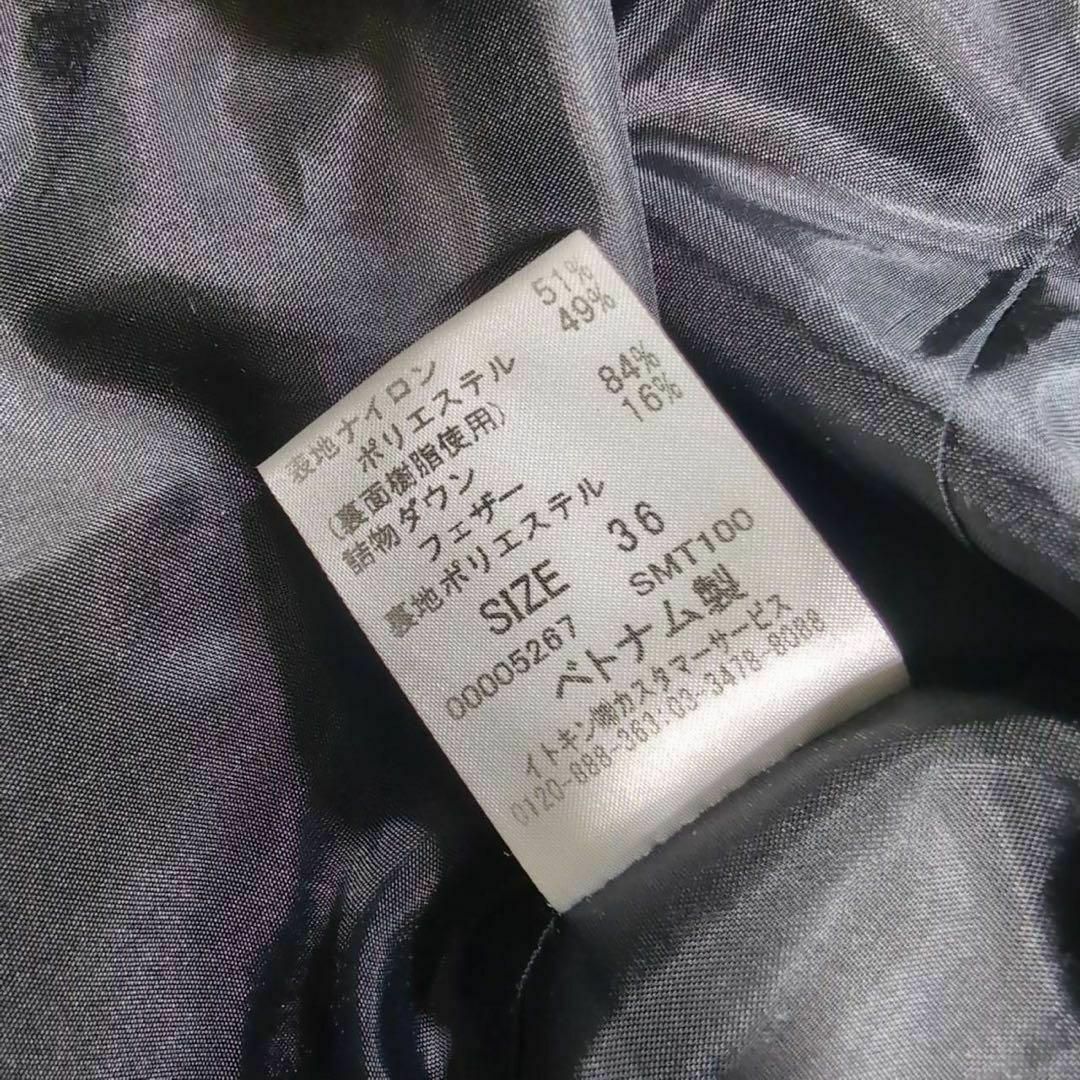 表地ナイロン 51%
ポリエステル 49%
(裏面樹脂使用)
詰物ダウン 84%
フェザー 16%
裏地ポリエステル
SIZE 36
00005267 SMT100
ベトナム製
イトキン㈱カスタマーサービス
0120-888-363:03-3478-8088